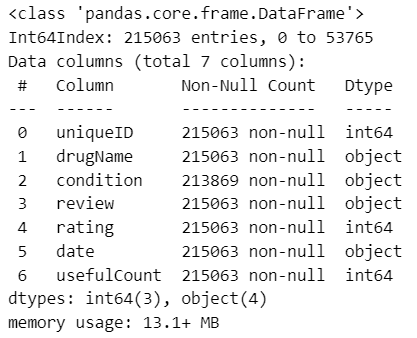 <class 'pandas.core.frame.DataFrame'>
Int64Index: 215063 entries, 0 to 53765
Data columns (total 7 columns):
 #   Column       Non-Null Count   Dtype
---  ------       --------------   -----
 0   uniqueID     215063 non-null  int64
 1   drugName     215063 non-null  object
 2   condition    213869 non-null  object
 3   review       215063 non-null  object
 4   rating       215063 non-null  int64
 5   date         215063 non-null  object
 6   usefulCount  215063 non-null  int64
dtypes: int64(3), object(4)
memory usage: 13.1+ MB